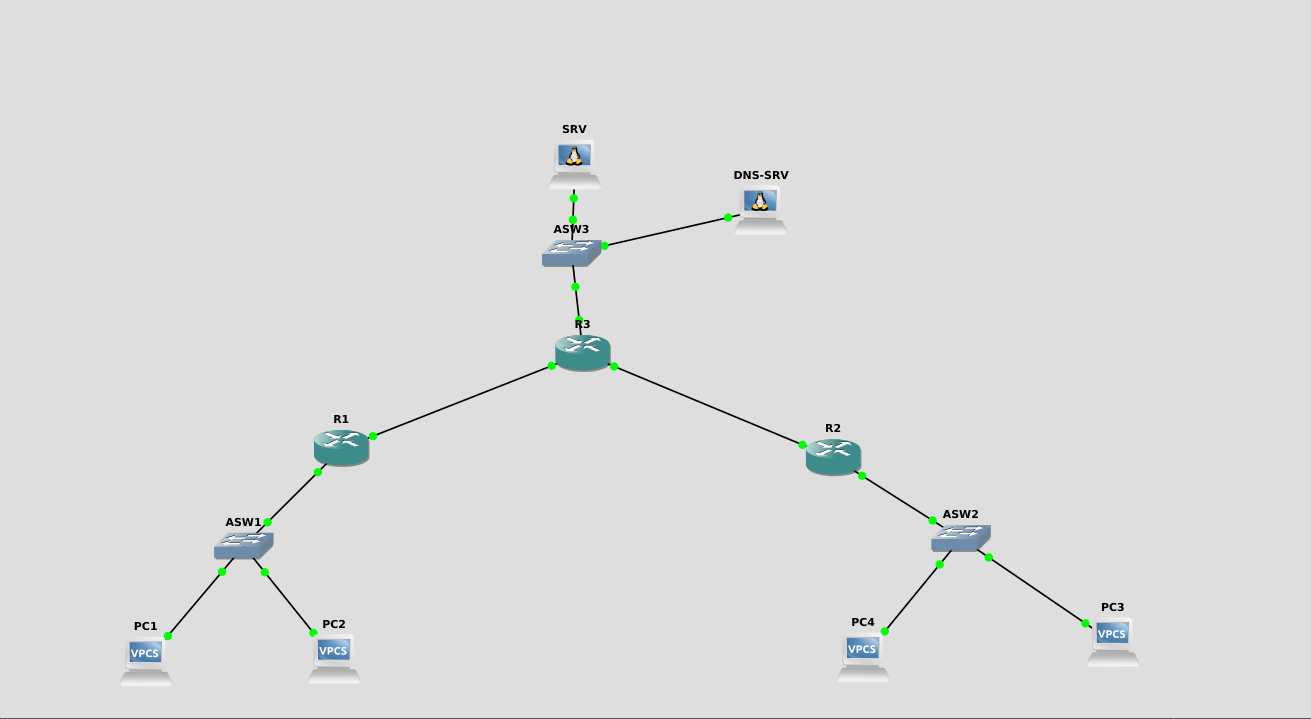 SRV
DNS-SRV
ASW3
R3
R1
R2
ASW1
ASW2
PC1
PC2
PC4
PC3
VPCS
VPCS
VPCS
VPCS